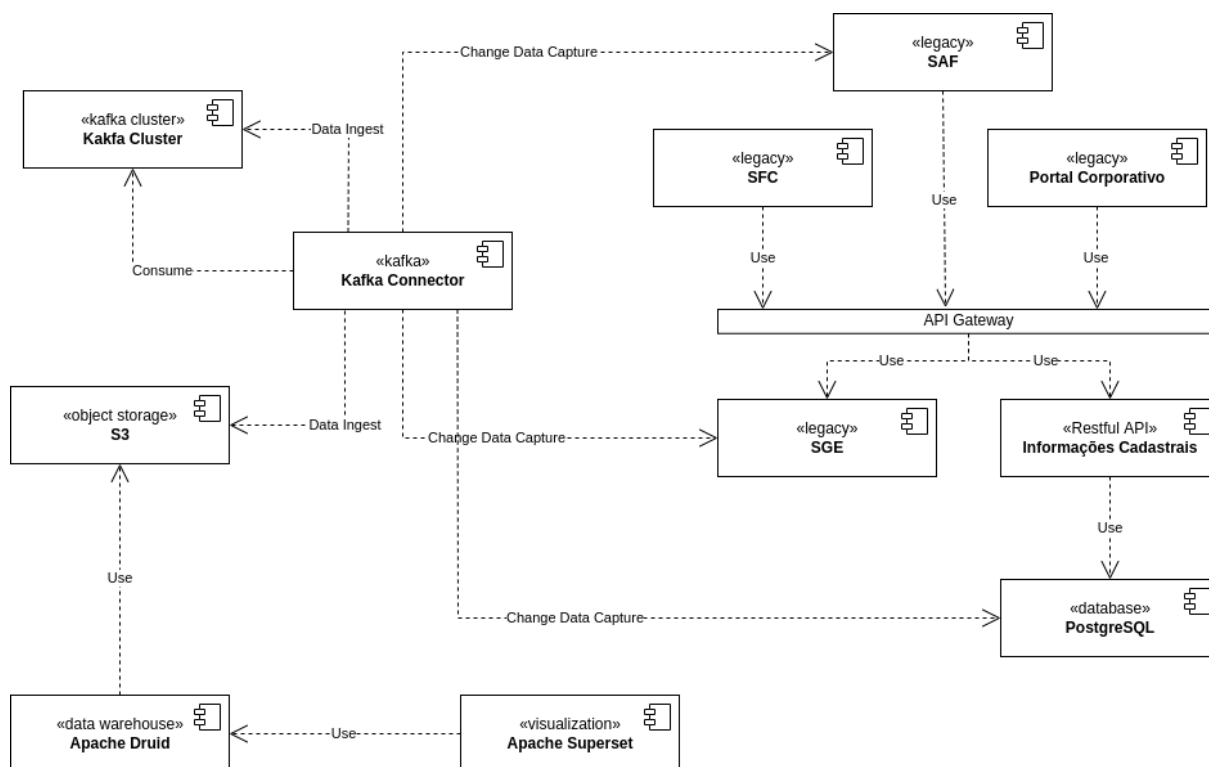 Change Data Capture
«legacy»
SAF
«kafka cluster»
Kakfa Cluster
Data Ingest
«legacy»
SFC
«legacy»
Portal Corporativo
Use
Use
Use
Consume
«kafka»
Kafka Connector
API Gateway
Use
Use
«object storage»
S3
Data Ingest
Change Data Capture
«legacy»
SGE
«Restful API»
Informações Cadastrais
Use
Use
Change Data Capture
«database»
PostgreSQL
«data warehouse»
Apache Druid
Use
«visualization»
Apache Superset